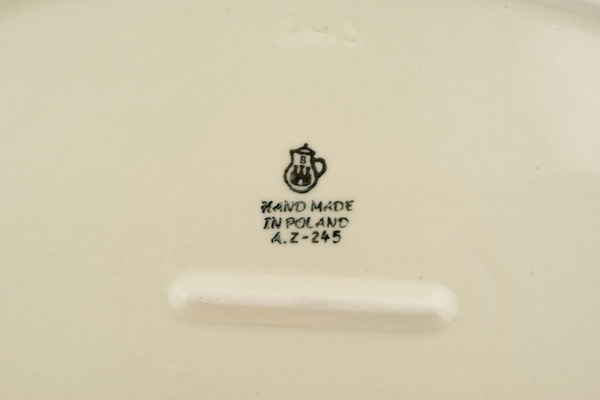 B
HAND MADE
IN POLAND
A.Z-245